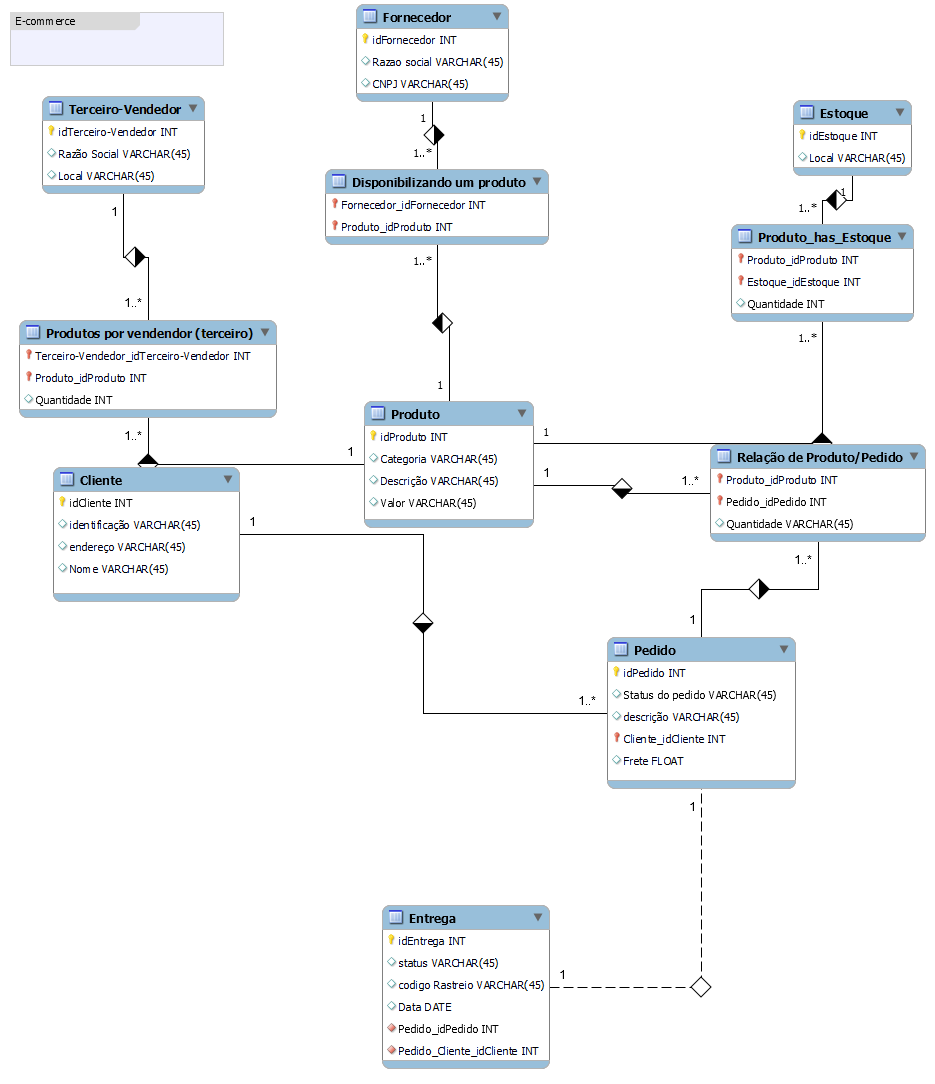 E-commerce
Fornecedor
idFornecedor INT
Razao social VARCHAR(45)
CNPJ VARCHAR(45)
1
1..*
Terceiro-Vendedor
idTerceiro-Vendedor INT
Razão Social VARCHAR(45)
Local VARCHAR(45)
1
1..*
Estoque
idEstoque INT
Local VARCHAR(45)
1
1..*
Disponibilizando um produto
Fornecedor_idFornecedor INT
Produto_idProduto INT
1..*
1
Produto_has_Estoque
Produto_idProduto INT
Estoque_idEstoque INT
Quantidade INT
1..*
1
Produtos por vendendor (terceiro)
Terceiro-Vendedor_idTerceiro-Vendedor INT
Produto_idProduto INT
Quantidade INT
1..*
1
Produto
idProduto INT
Categoria VARCHAR(45)
Descrição VARCHAR(45)
Valor VARCHAR(45)
1
1..*
Relação de Produto/Pedido
Produto_idProduto INT
Pedido_idPedido INT
Quantidade VARCHAR(45)
1..*
1
Cliente
idCliente INT
identificação VARCHAR(45)
endereço VARCHAR(45)
Nome VARCHAR(45)
1
1..*
Pedido
idPedido INT
Status do pedido VARCHAR(45)
descrição VARCHAR(45)
Cliente_idCliente INT
Frete FLOAT
1
1
Entrega
idEntrega INT
status VARCHAR(45)
codigo Rastreio VARCHAR(45)
Data DATE
Pedido_idPedido INT
Pedido_Cliente_idCliente INT